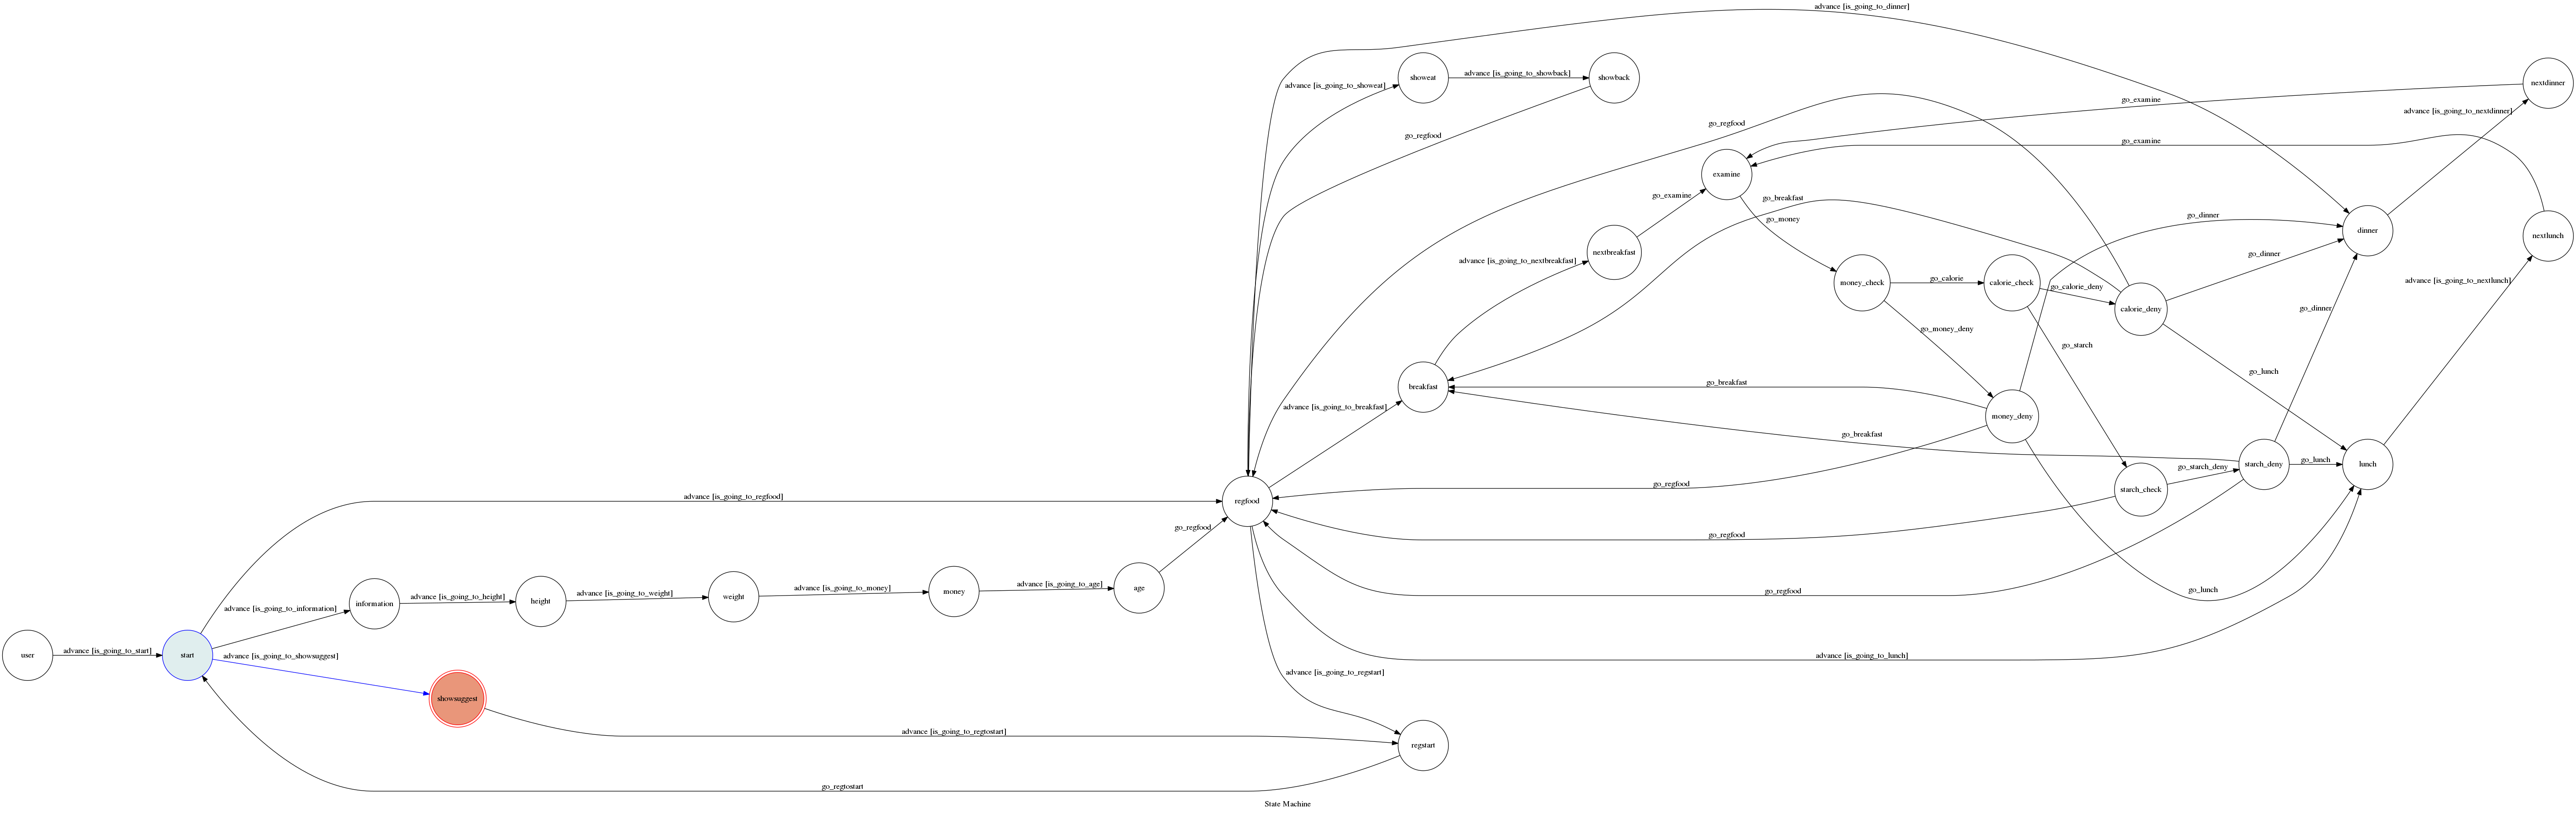 advance [is_going_to_dinner]
showeat
advance [is_going_to_showback]
showback
nextdinner
advance [is_going_to_showeat]
go_examine
advance [is_going_to_nextdinner]
go_regfood
go_regfood
go_examine
examine
go_examine
go_breakfast
go_money
go_dinner
dinner
nextlunch
nextbreakfast
advance [is_going_to_nextbreakfast]
go_dinner
money_check
go_calorie
calorie_check
go_calorie_deny
advance [is_going_to_nextlunch]
calorie_deny
go_dinner
go_money_deny
go_starch
go_lunch
breakfast
go_breakfast
advance [is_going_to_breakfast]
money_deny
go_breakfast
go_lunch
starch_deny
lunch
go_starch_deny
go_regfood
starch_check
advance [is_going_to_regfood]
regfood
go_regfood
go_regfood
age
advance [is_going_to_age]
money
advance [is_going_to_money]
weight
advance [is_going_to_weight]
height
advance [is_going_to_height]
information
advance [is_going_to_information]
go_regfood
go_lunch
user
advance [is_going_to_start]
start
advance [is_going_to_showsuggest]
advance [is_going_to_lunch]
advance [is_going_to_regstart]
showsuggest
advance [is_going_to_regtostart]
regstart
go_regtostart
State Machine